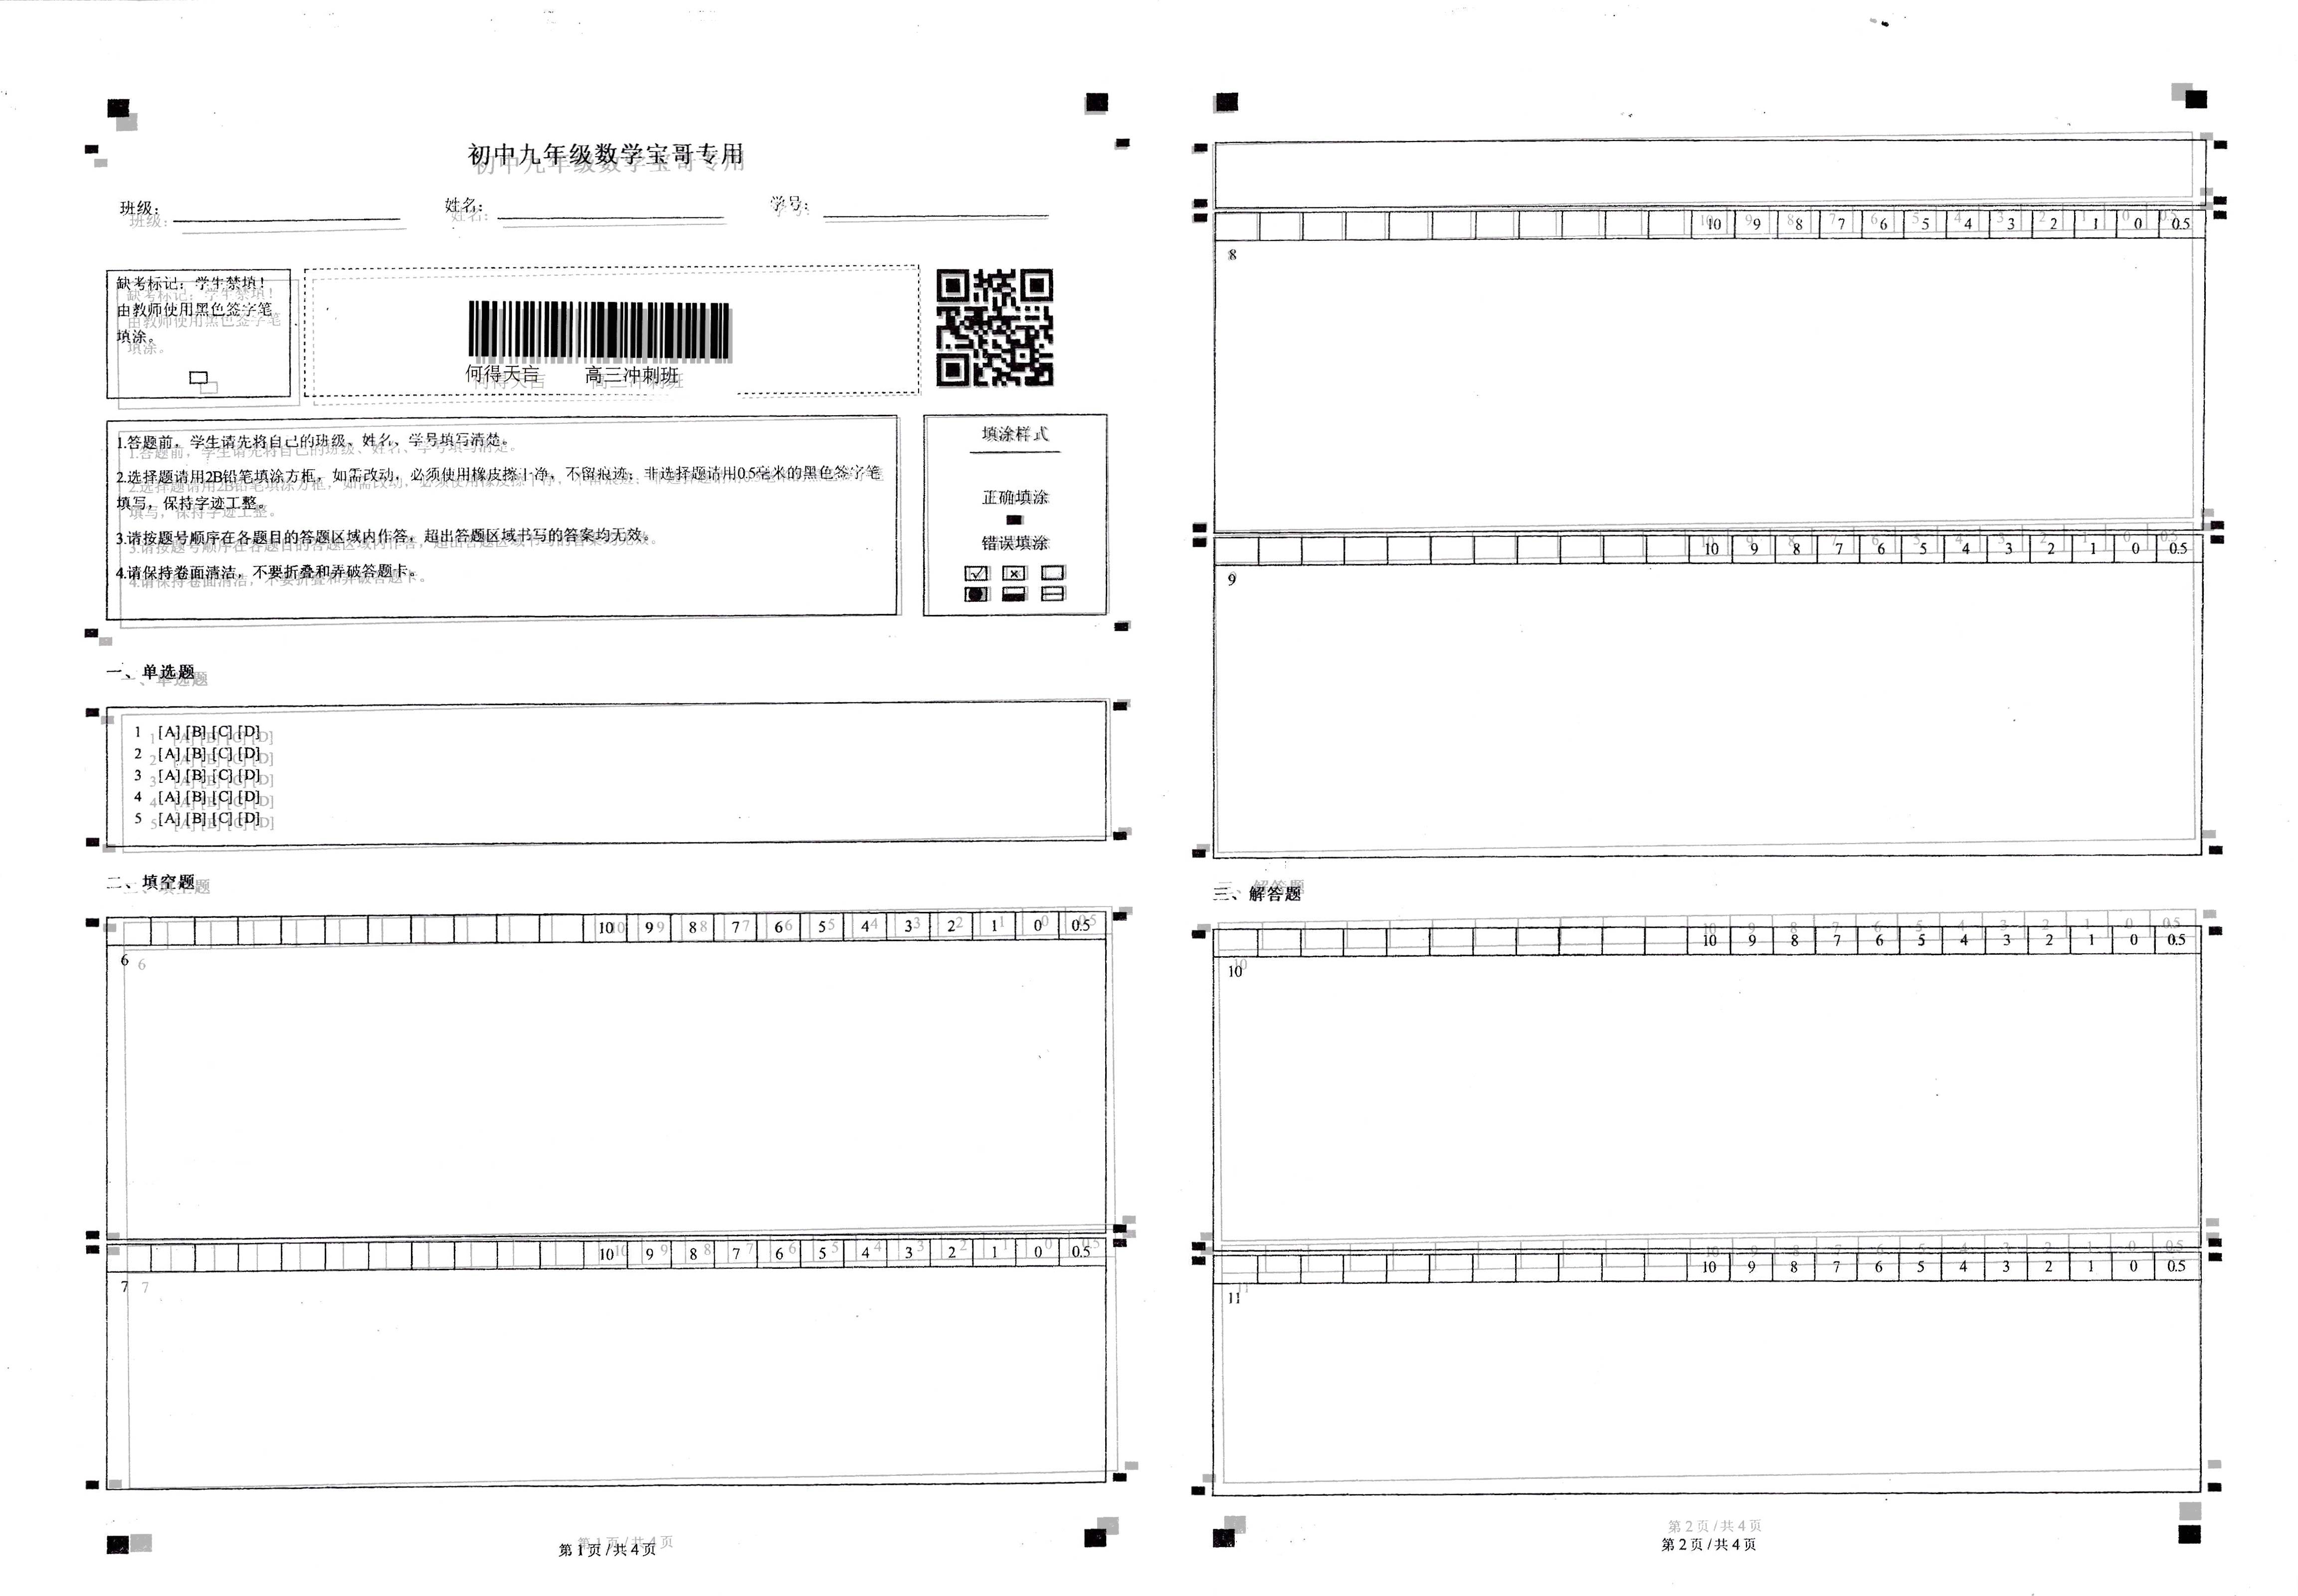 初中九年级数学宝哥专用
班级：
姓名：
学号：
缺考标记：学生禁填！
由教师使用黑色签字笔
填涂。
何得天言 高三冲刺班
1.答题前，学生请先将自己的班级、姓名、学号填写清楚。
2.选择题请用2B铅笔填涂方框，如需改动，必须使用橡皮擦干净，不留痕迹；非选择题请用0.5毫米的黑色签字笔
填写，保持字迹工整。
3.请按题号顺序在各题目的答题区域内作答，超出答题区域书写的答案均无效。
4.请保持卷面清洁，不要折叠和弄破答题卡。
填涂样式
正确填涂
错误填涂
一、单选题
1 [A] [B] [C] [D]
2 [A] [B] [C] [D]
3 [A] [B] [C] [D]
4 [A] [B] [C] [D]
5 [A] [B] [C] [D]
二、填空题
10 9 8 7 6 5 4 3 2 1 0 0.5
6
10 9 8 7 6 5 4 3 2 1 0 0.5
7
第1页/共4页
10 9 8 7 6 5 4 3 2 1 0 0.5
8
10 9 8 7 6 5 4 3 2 1 0 0.5
9
三、解答题
10 9 8 7 6 5 4 3 2 1 0 0.5
10
10 9 8 7 6 5 4 3 2 1 0 0.5
11
第2页/共4页